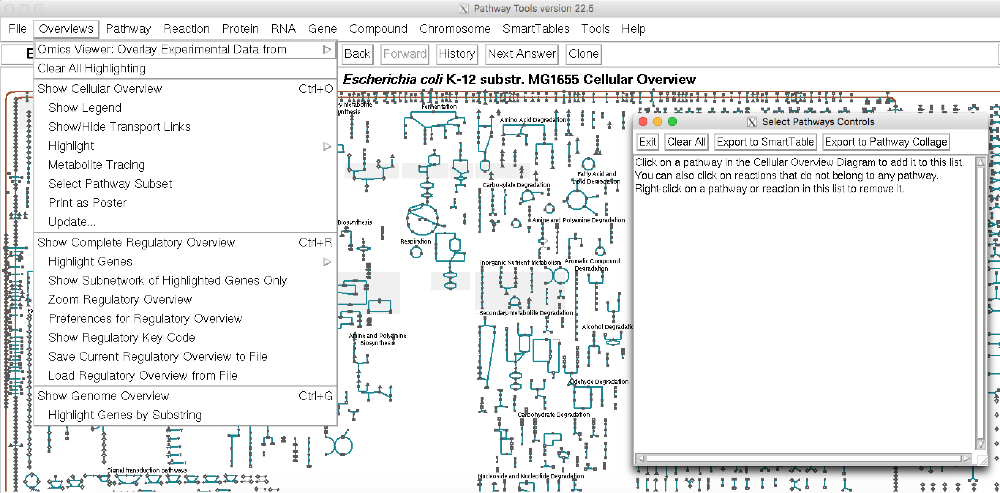 Pathway Tools version 22.5
File Overviews Pathway Reaction Protein RNA Gene Compound Chromosome SmartTables Tools Help
Back Forward History Next Answer Clone
Omics Viewer: Overlay Experimental Data from
Clear All Highlighting
Show Cellular Overview Ctrl+O
Show Legend
Show/Hide Transport Links
Highlight
Metabolite Tracing
Select Pathway Subset
Print as Poster
Update...
Show Complete Regulatory Overview Ctrl+R
Highlight Genes
Show Subnetwork of Highlighted Genes Only
Zoom Regulatory Overview
Preferences for Regulatory Overview
Show Regulatory Key Code
Save Current Regulatory Overview to File
Load Regulatory Overview from File
Show Genome Overview Ctrl+G
Highlight Genes by Substring
Escherichia coli K-12 substr. MG1655 Cellular Overview
Metabolite
Fermentation
Amino Acid Degradation
Fatty Acid and
Lipid Degradation
Carboxylate Degradation
Biosynthesis
Amine and Polyamine Degradation
Respiration
Inorganic Nutrient Metabolism
Aromatic Compound
Degradation
Secondary Metabolite Degradation
Alcohol
Amine and Polyamine
Biosynthesis
Aldehyde Degradation
Carbohydrate Degradation
Signal transduction pathways
Nucleoside and Nucleotide Degradation
Select Pathways Controls
Exit Clear All Export to SmartTable Export to Pathway Collage
Click on a pathway in the Cellular Overview Diagram to add it to this list.
You can also click on reactions that do not belong to any pathway.
Right-click on a pathway or reaction in this list to remove it.